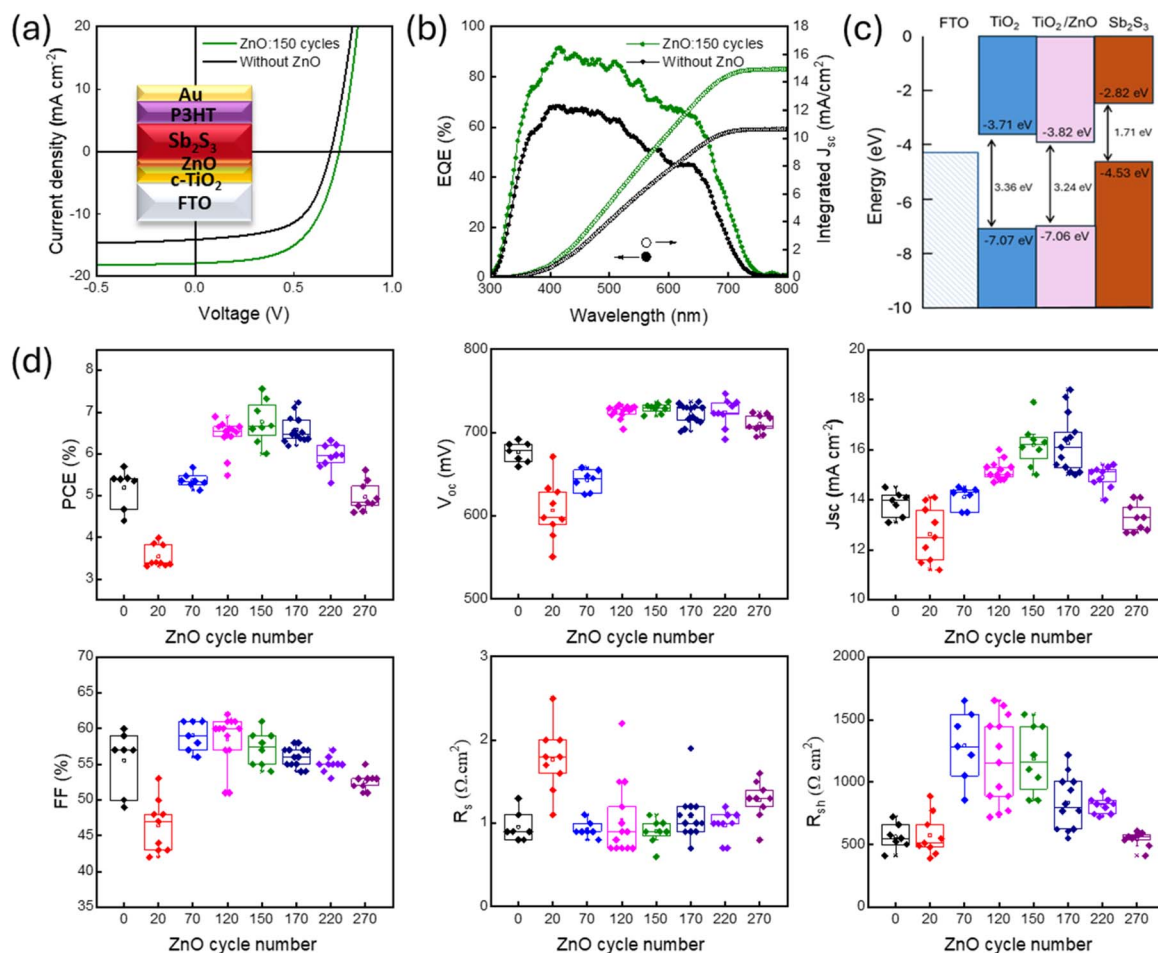 (a)
20
10
0
-10
-20
Current density (mA cm⁻²)
ZnO:150 cycles
Without ZnO
Au
P3HT
Sb₂S₃
ZnO
c-TiO₂
FTO
-0.5
0.0
0.5
1.0
Voltage (V)
(b)
100
80
60
40
20
0
EQE (%)
ZnO:150 cycles
Without ZnO
18
16
14
12
10
8
6
4
2
0
Integrated Jsc (mA/cm²)
300 400 500 600 700 800
Wavelength (nm)
(c)
FTO TiO₂ TiO₂/ZnO Sb₂S₃
0
-2
-4
-6
-8
-10
Energy (eV)
-2.82 eV
-3.71 eV
-3.82 eV
1.71 eV
-4.53 eV
3.36 eV
3.24 eV
-7.07 eV
-7.06 eV
(d)
8
7
6
5
4
3
PCE (%)
0 20 70 120 150 170 220 270
ZnO cycle number
800
700
600
500
Voc (mV)
0 20 70 120 150 170 220 270
ZnO cycle number
20
18
16
14
12
10
Jsc (mA cm⁻²)
0 20 70 120 150 170 220 270
ZnO cycle number
70
65
60
55
50
45
40
35
FF (%)
0 20 70 120 150 170 220 270
ZnO cycle number
3
2
1
0
Rs (Ω cm²)
0 20 70 120 150 170 220 270
ZnO cycle number
2000
1500
1000
500
0
Rsh (Ω cm²)
0 20 70 120 150 170 220 270
ZnO cycle number